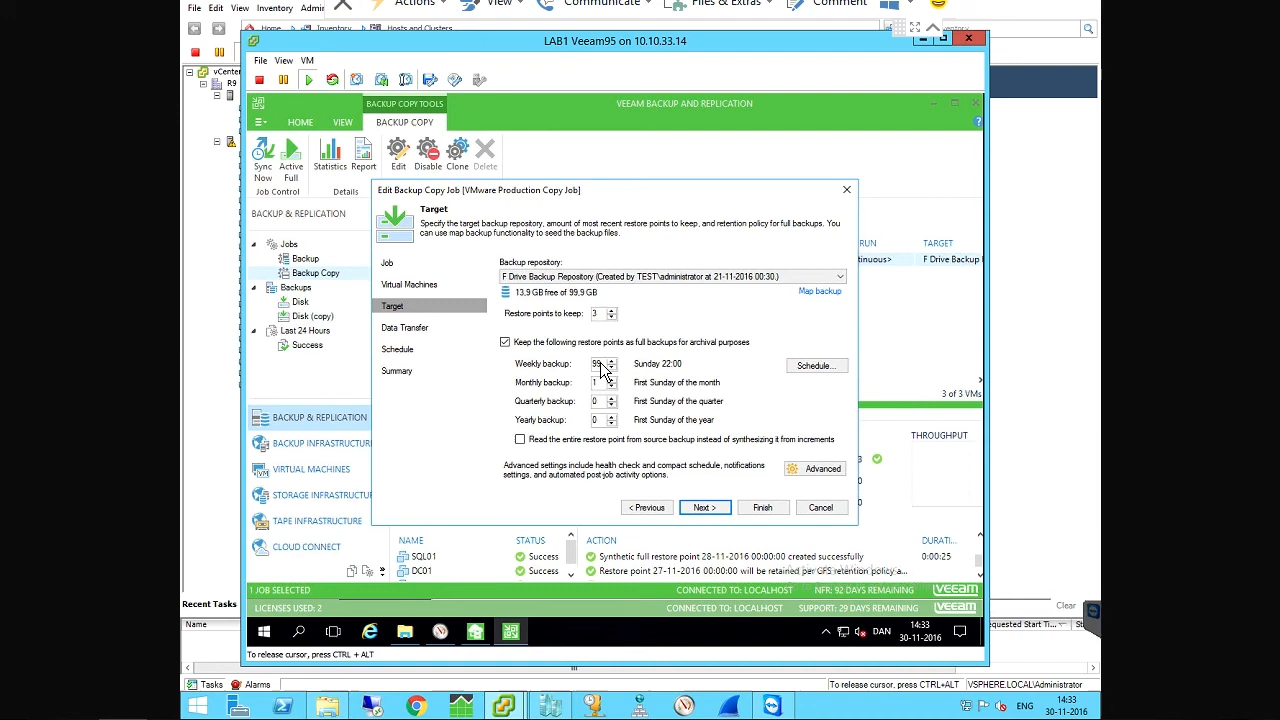 File Edit View Inventory Admin
Actions View Communicate Files & Extras Comment
Inventory Hosts and Clusters
LAB1 Veeam95 on 10.10.33.14
File View VM
vCenter
R9
BACKUP COPY TOOLS
VEEAM BACKUP AND REPLICATION
HOME VIEW BACKUP COPY
Sync Now
Active Full
Statistics
Report
Edit
Disable
Clone
Delete
Job Control
Details
BACKUP & REPLICATION
Jobs
Backup
Backup Copy
Backups
Disk
Disk (copy)
Last 24 Hours
Success
BACKUP & REPLICATION
BACKUP INFRASTRUCTUR
VIRTUAL MACHINES
STORAGE INFRASTRUCTU
TAPE INFRASTRUCTURE
CLOUD CONNECT
Edit Backup Copy Job [VMware Production Copy Job]
Target
Specify the target backup repository, amount of most recent restore points to keep, and retention policy for full backups. You
can use map backup functionality to seed the backup files.
Job
Virtual Machines
Target
Data Transfer
Schedule
Summary
Backup repository:
F Drive Backup Repository (Created by TEST\administrator at 21-11-2016 00:30.)
13,9 GB free of 99,9 GB
Map backup
Restore points to keep: 3
Keep the following restore points as full backups for archival purposes
Weekly backup: 99 Sunday 22:00
Schedule...
Monthly backup: 1 First Sunday of the month
Quarterly backup: 0 First Sunday of the quarter
Yearly backup: 0 First Sunday of the year
Read the entire restore point from source backup instead of synthesizing it from increments
Advanced settings include health check and compact schedule, notifications
settings, and automated post-job activity options.
Advanced
< Previous Next > Finish Cancel
RUN TARGET
tinuous> F Drive Backup
3 of 3 VMs
THROUGHPUT
NAME STATUS ACTION DURATI...
SQL01 Success Synthetic full restore point 28-11-2016 00:00:00 created successfully 0:00:25
DC01 Success Restore point 27-11-2016 00:00:00 will be retained per GFS retention policy a...
1 JOB SELECTED CONNECTED TO: LOCALHOST NFR: 92 DAYS REMAINING VEEAM
LICENSES USED: 2 CONNECTED TO: LOCALHOST SUPPORT: 29 DAYS REMAINING VEEAM
DAN
14:33
30-11-2016
To release cursor, press CTRL + ALT
Recent Tasks
Clear
Name
equested Start Ti...
Tasks Alarms
To release cursor, press CTRL+ALT VSPHERE.LOCAL\Administrator
ENG
14:33
30-11-2016